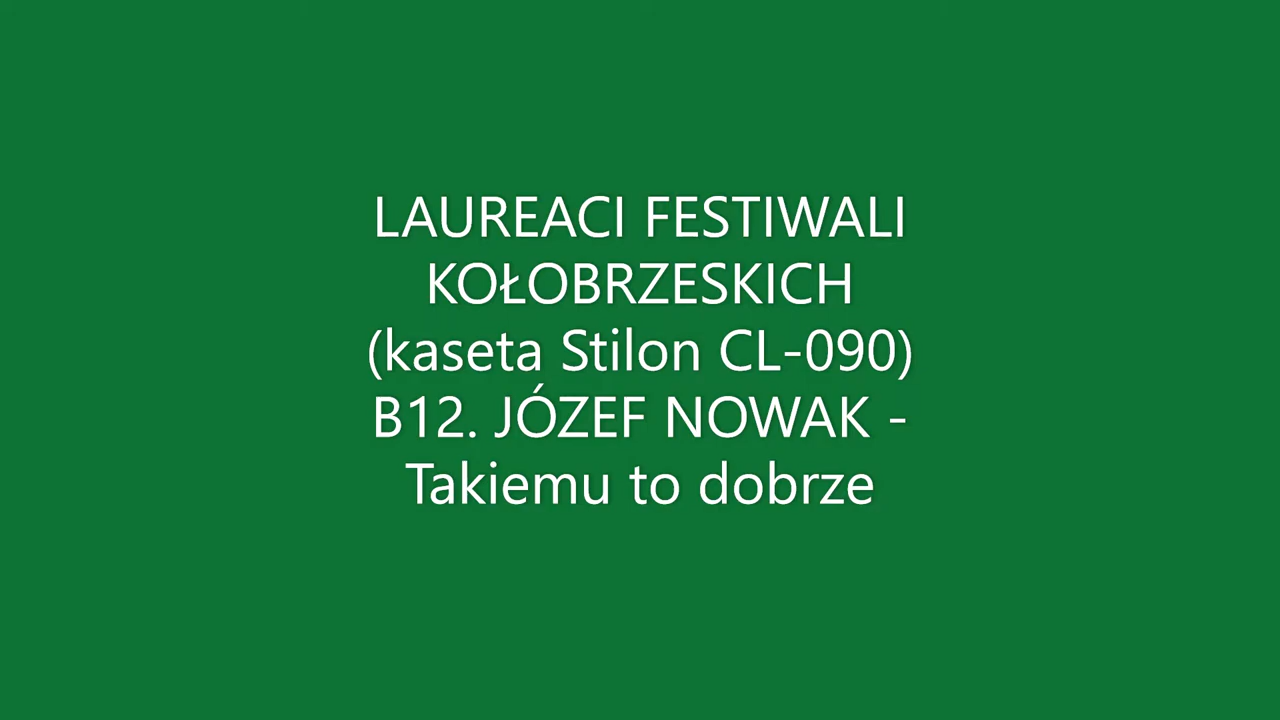 LAUREACI FESTIWALI
KOŁOBRZESKICH
(kaseta Stilon CL-090)
B12. JÓZEF NOWAK -
Takiemu to dobrze